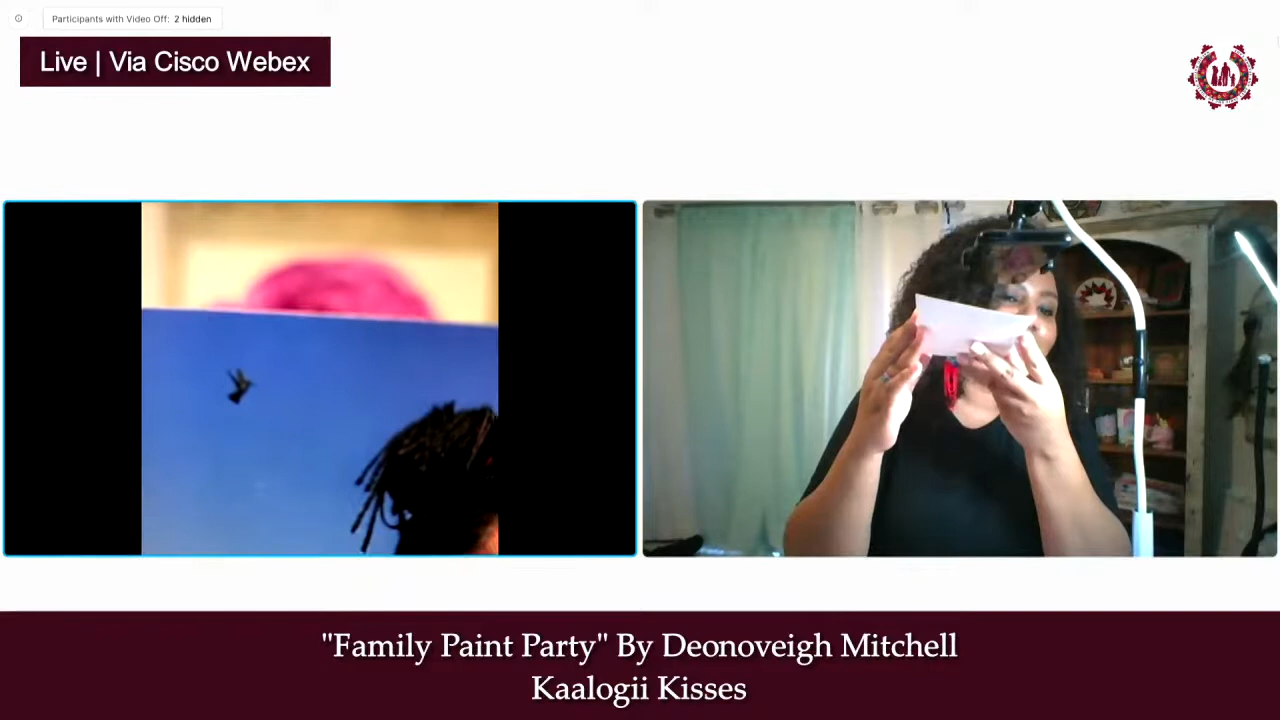 Participants with Video Off: 2 hidden
Live | Via Cisco Webex
"Family Paint Party" By Deonoveigh Mitchell
Kaalogii Kisses